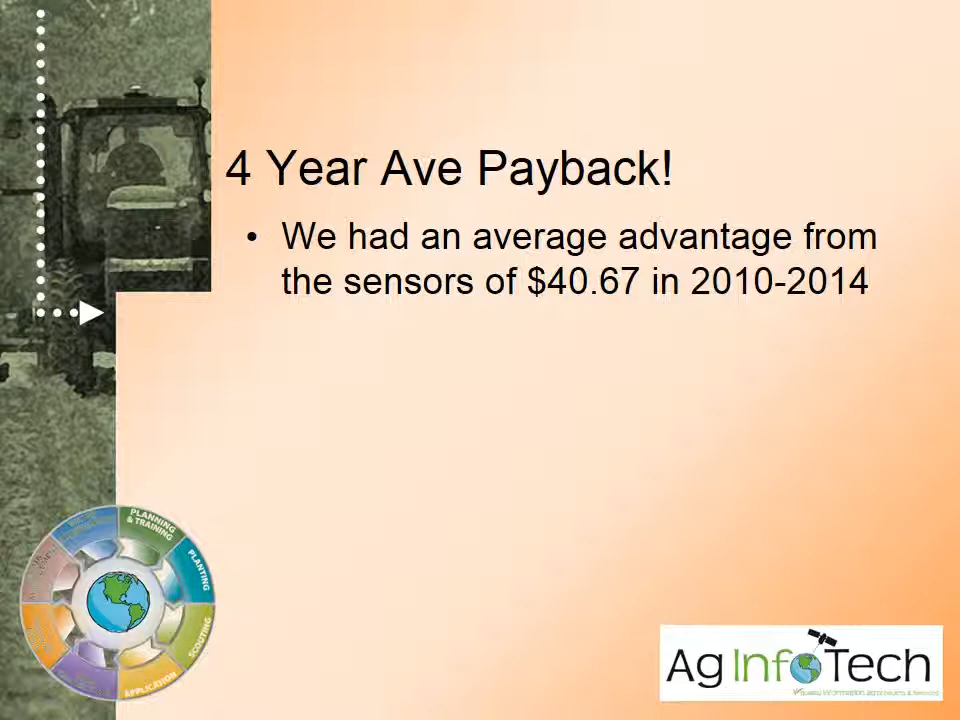 4 Year Ave Payback!
• We had an average advantage from
the sensors of $40.67 in 2010-2014
PLANNING
& TRAINING
PLANTING
SCOUTING
APPLICATION
Ag InfoTech